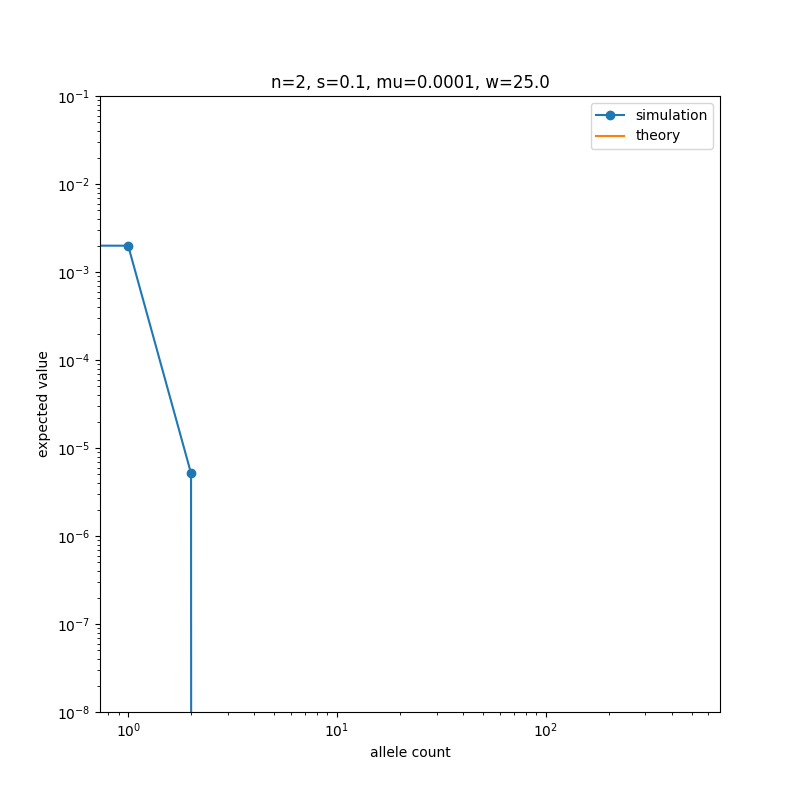 n=2, s=0.1, mu=0.0001, w=25.0
simulation
theory
10⁻¹
10⁻²
10⁻³
10⁻⁴
10⁻⁵
10⁻⁶
10⁻⁷
10⁻⁸
expected value
10⁰ 10¹ 10²
allele count